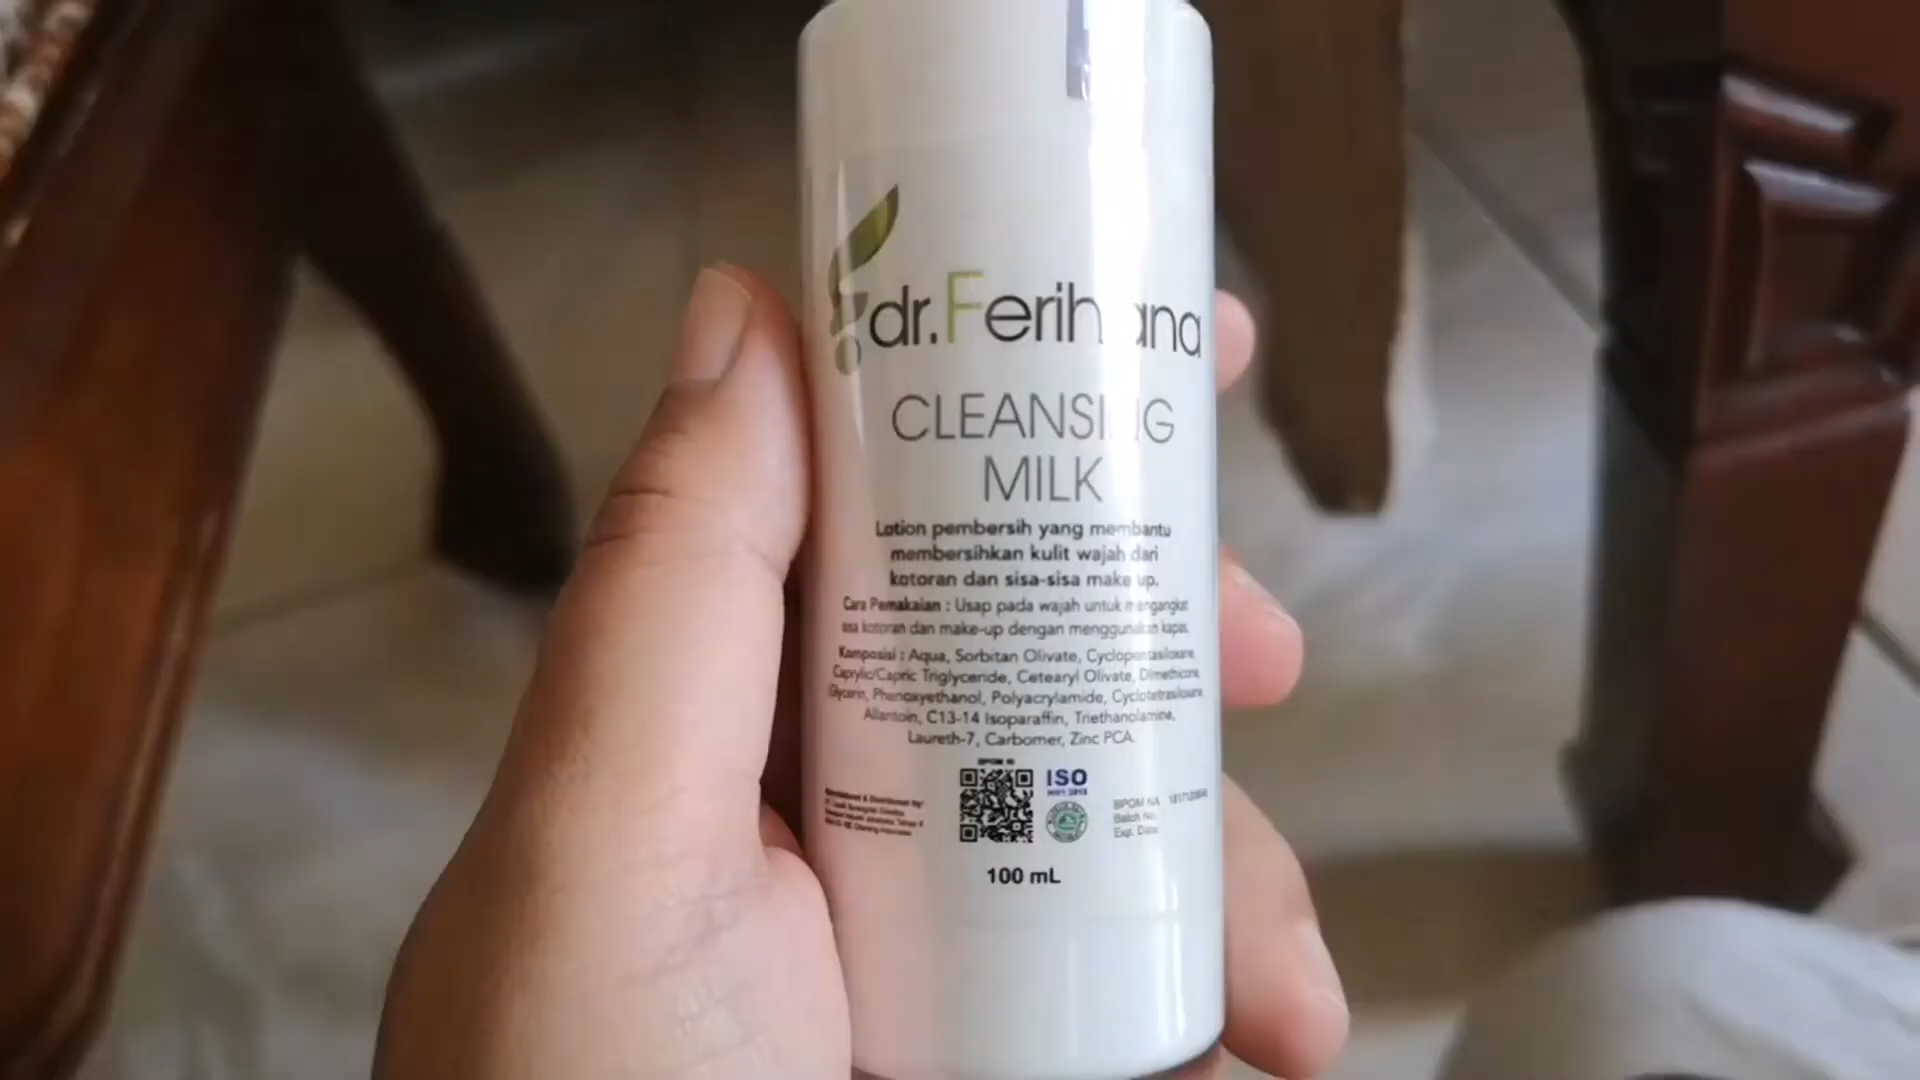 dr.Ferihana
CLEANSING
MILK
Lotion pembersih yang membantu
membersihkan kulit wajah dari
kotoran dan sisa-sisa make up.
Cara Pemakaian : Usap pada wajah untuk mengangkat
sisa kotoran dan make-up dengan menggunakan kapas.
Komposisi : Aqua, Sorbitan Olivate, Cyclopentasiloxane,
Caprylic/Capric Triglyceride, Cetearyl Olivate, Dimethicone,
Glycerin, Phenoxyethanol, Polyacrylamide, Cyclotetrasiloxane,
Allantoin, C13-14 Isoparaffin, Triethanolamine,
Laureth-7, Carbomer, Zinc PCA.
ISO
BPOM NA
Batch No.
Exp. Date
100 mL